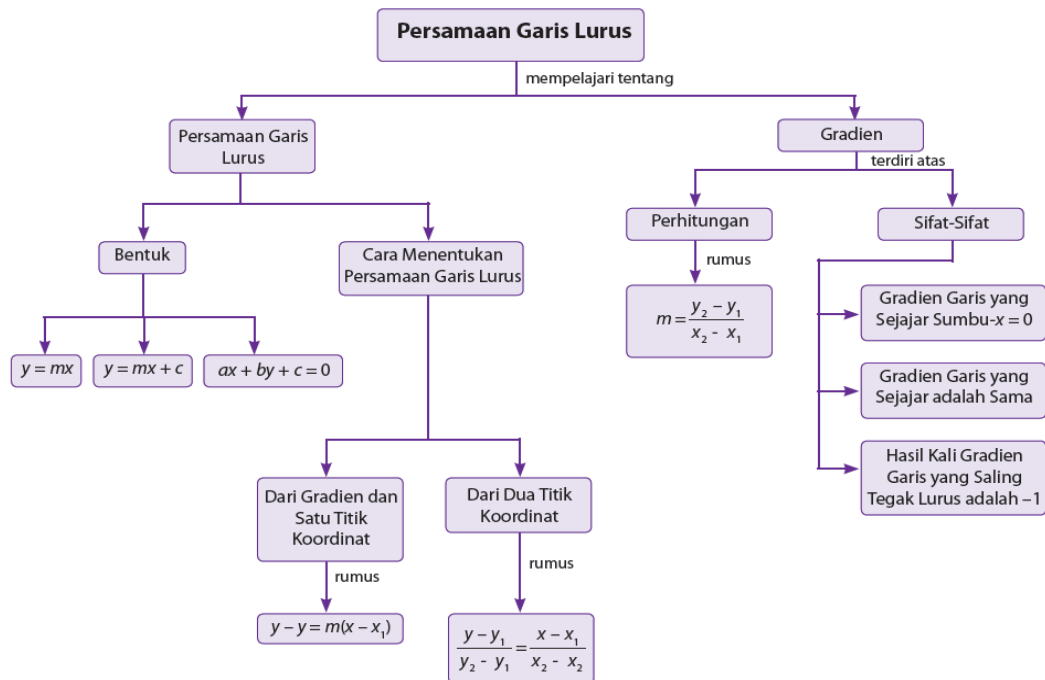 Persamaan Garis Lurus
mempelajari tentang
Persamaan Garis
Lurus
Gradien
terdiri atas
Bentuk
Cara Menentukan
Persamaan Garis Lurus
Perhitungan
rumus
Sifat-Sifat
y = mx
y = mx + c
ax + by + c = 0
m = (y₂ – y₁)/(x₂ - x₁)
Gradien Garis yang
Sejajar Sumbu-x = 0
Gradien Garis yang
Sejajar adalah Sama
Hasil Kali Gradien
Garis yang Saling
Tegak Lurus adalah –1
Dari Gradien dan
Satu Titik
Koordinat
rumus
y – y = m(x – x₁)
Dari Dua Titik
Koordinat
rumus
(y – y₁)/(y₂ - y₁) = (x – x₁)/(x₂ - x₂)